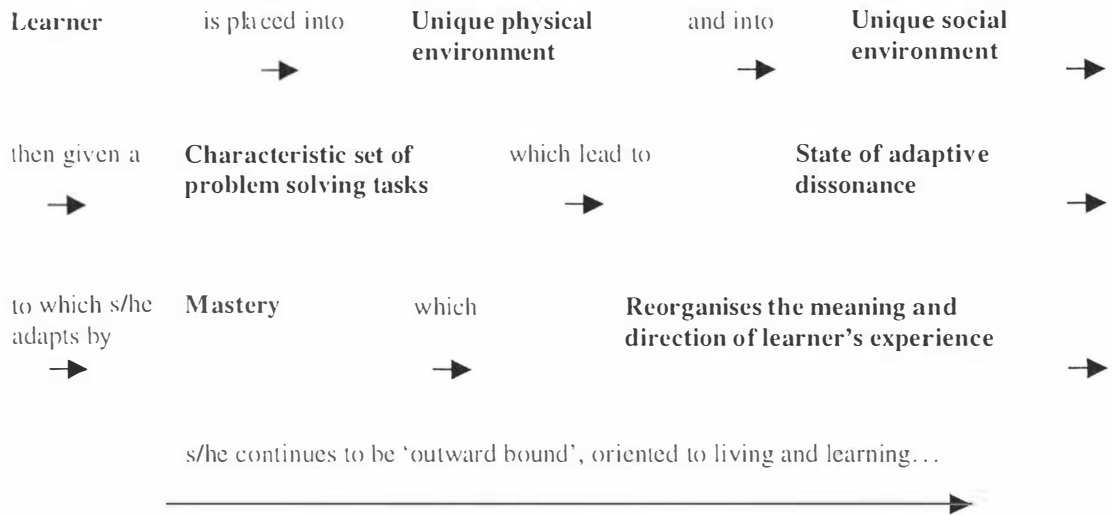 Learner is placed into Unique physical and into Unique social
environment environment
then given a Characteristic set of which lead to State of adaptive
problem solving tasks dissonance
to which s/he Mastery which Reorganises the meaning and
adapts by direction of learner's experience
s/he continues to be 'outward bound', oriented to living and learning…